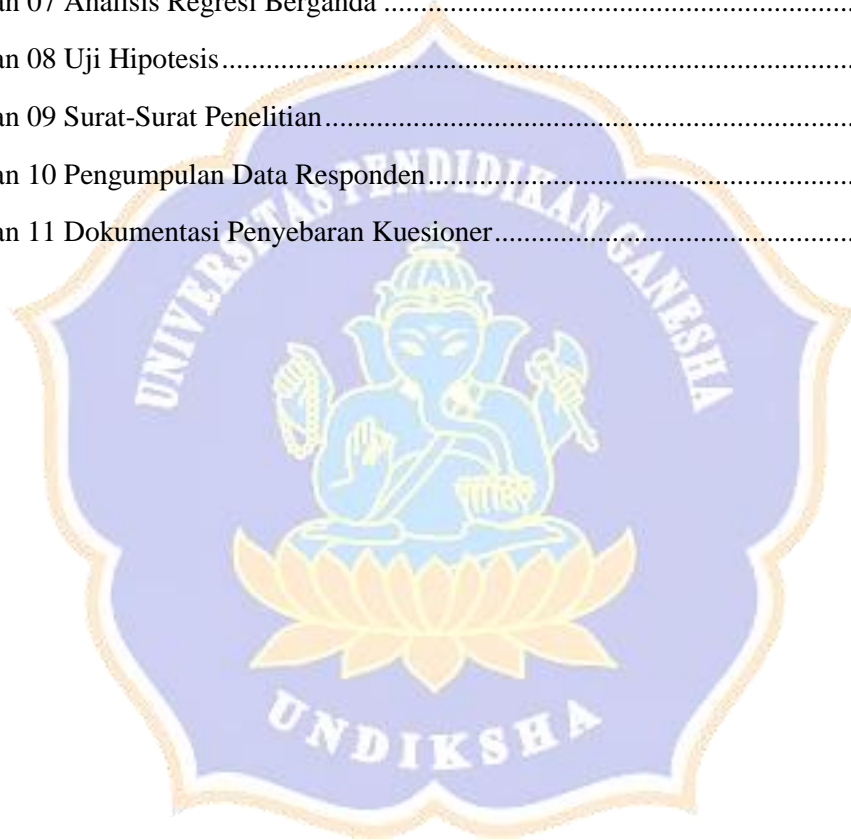 an 07 Analisis Regresi Berganda ........................................................
an 08 Uji Hipotesis................................................................................
an 09 Surat-Surat Penelitian..................................................................
an 10 Pengumpulan Data Responden...................................................
an 11 Dokumentasi Penyebaran Kuesioner..........................................
UNIVERSITAS PENDIDIKAN GANESHA
UNDIKSHA